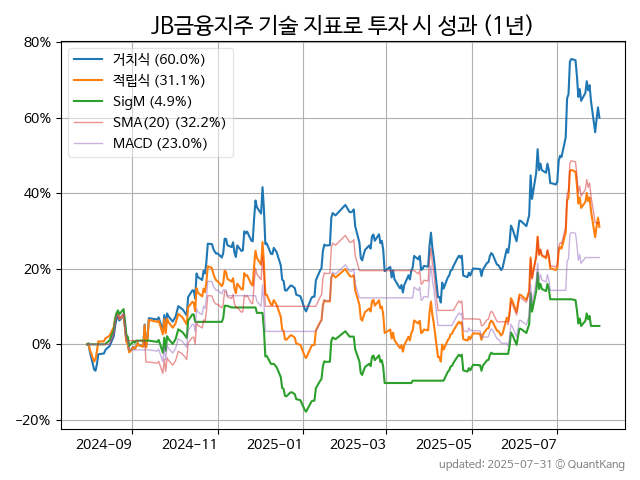 JB금융지주 기술 지표로 투자 시 성과 (1년)
80%
60%
40%
20%
0%
−20%
거치식 (60.0%)
적립식 (31.1%)
SigM (4.9%)
SMA(20) (32.2%)
MACD (23.0%)
2024-09
2024-11
2025-01
2025-03
2025-05
2025-07
updated: 2025-07-31 © QuantKang